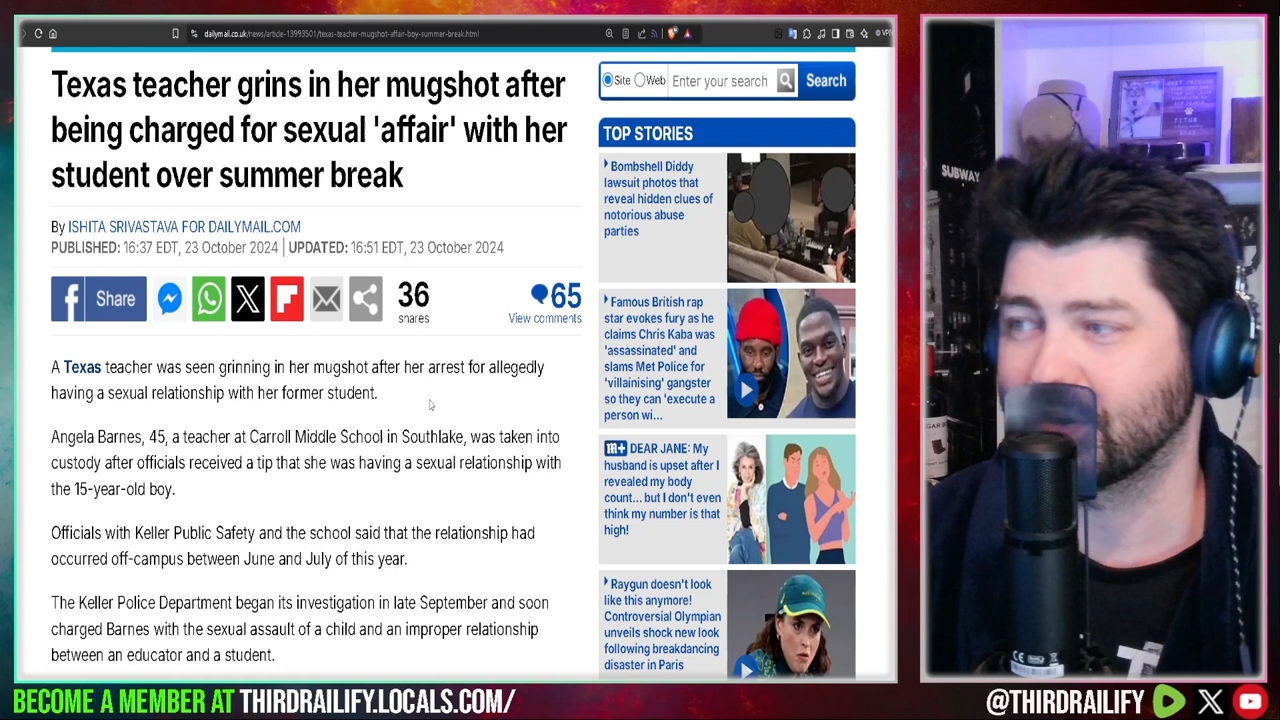 dailymail.co.uk/news/article-13993501/texas-teacher-mugshot-affair-boy-summer-break.html
VPN
Texas teacher grins in her mugshot after
being charged for sexual 'affair' with her
student over summer break
By ISHITA SRIVASTAVA FOR DAILYMAIL.COM
PUBLISHED: 16:37 EDT, 23 October 2024 | UPDATED: 16:51 EDT, 23 October 2024
Share
36
shares
65
View comments
A Texas teacher was seen grinning in her mugshot after her arrest for allegedly
having a sexual relationship with her former student.
Angela Barnes, 45, a teacher at Carroll Middle School in Southlake, was taken into
custody after officials received a tip that she was having a sexual relationship with
the 15-year-old boy.
Officials with Keller Public Safety and the school said that the relationship had
occurred off-campus between June and July of this year.
The Keller Police Department began its investigation in late September and soon
charged Barnes with the sexual assault of a child and an improper relationship
between an educator and a student.
Site Web Enter your search Search
TOP STORIES
Bombshell Diddy
lawsuit photos that
reveal hidden clues of
notorious abuse
parties
Famous British rap
star evokes fury as he
claims Chris Kaba was
'assassinated' and
slams Met Police for
'villainising' gangster
so they can 'execute a
person wi...
m+ DEAR JANE: My
husband is upset after I
revealed my body
count... but I don't even
think my number is that
high!
Raygun doesn't look
like this anymore!
Controversial Olympian
unveils shock new look
following breakdancing
disaster in Paris
SUBWAY
BEST FRIENDS
TITUS
BECOME A MEMBER AT THIRDRAILIFY.LOCALS.COM/
@THIRDRAILIFY